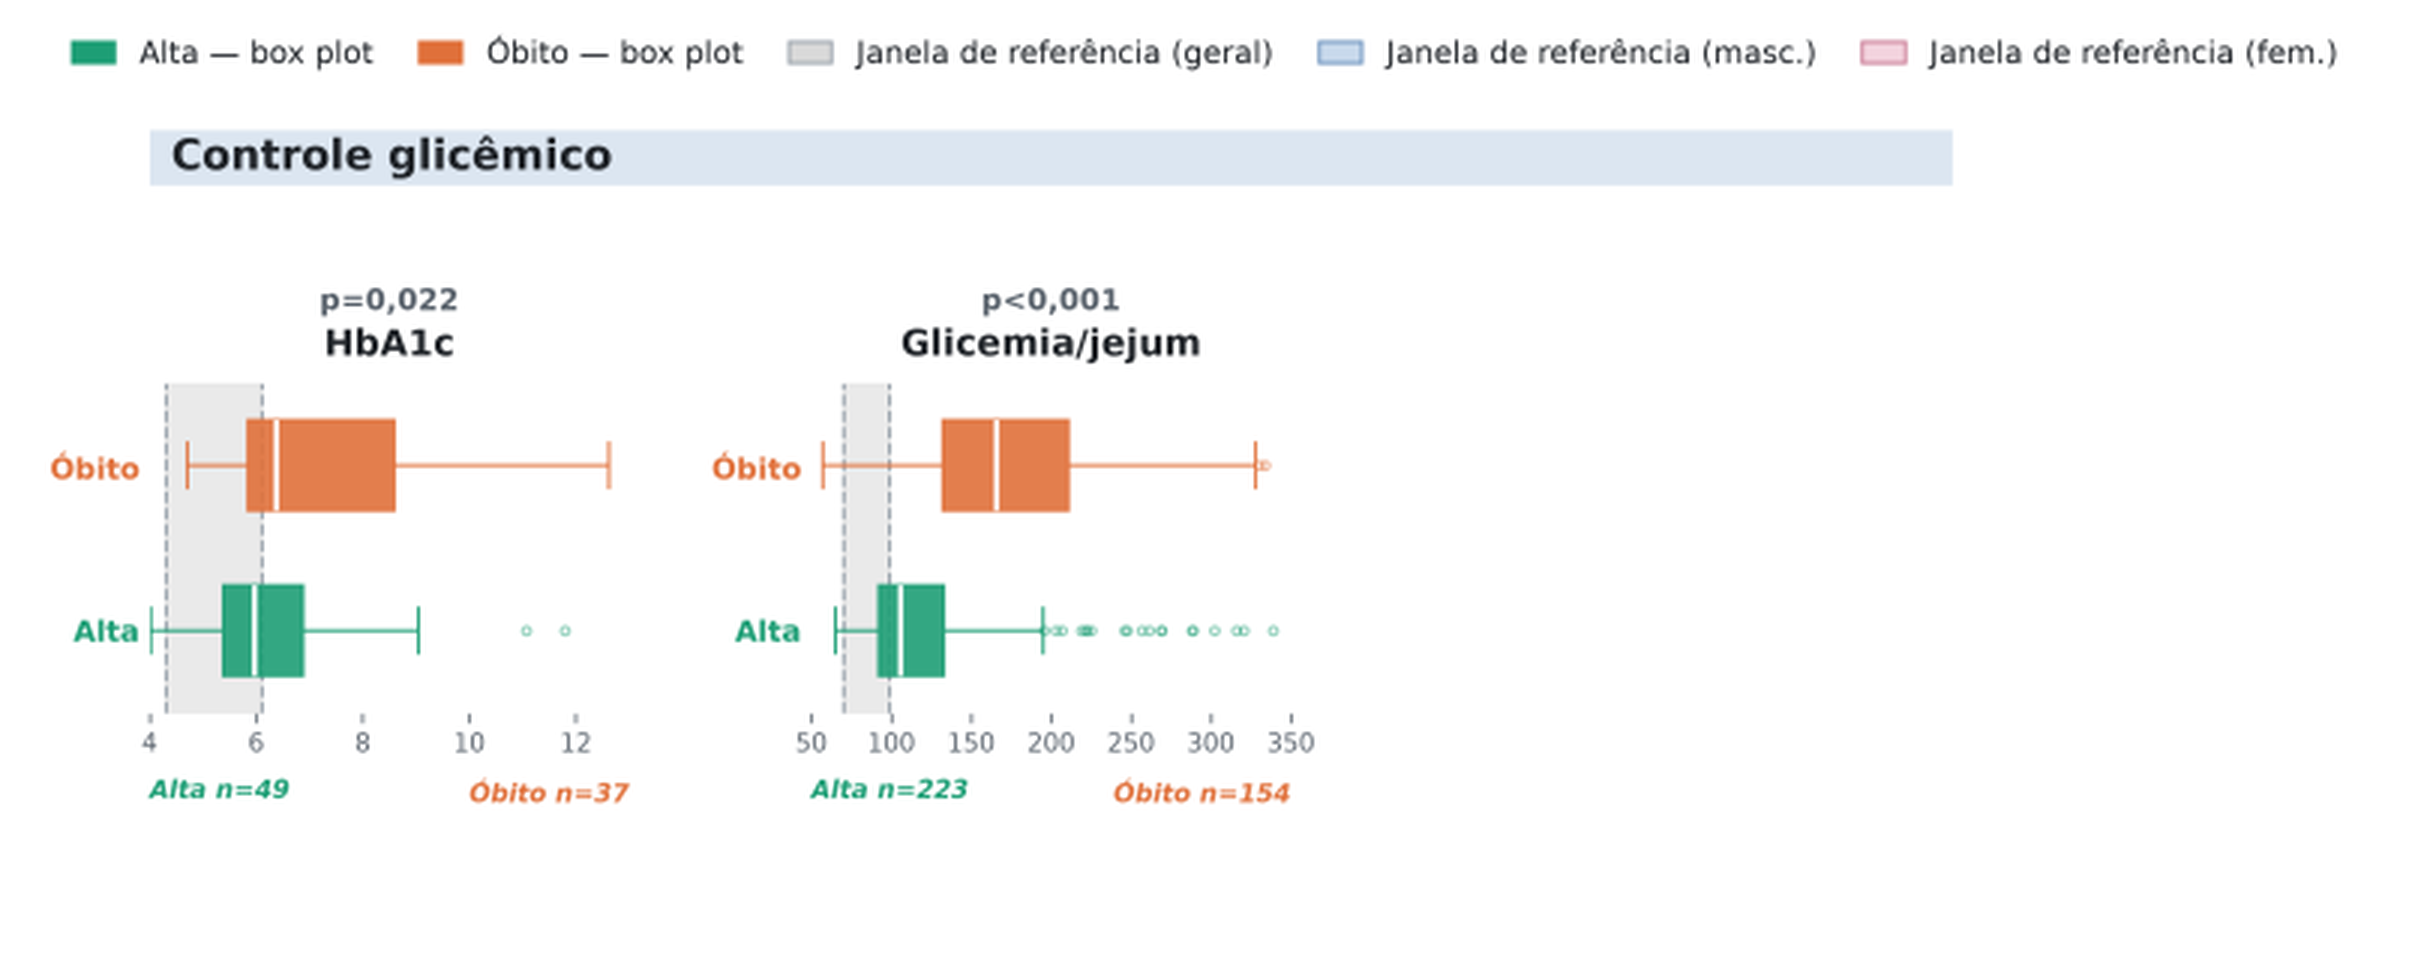 Alta — box plot Óbito — box plot Janela de referência (geral) Janela de referência (masc.) Janela de referência (fem.)
Controle glicêmico
p=0,022
HbA1c
Óbito
Alta
4 6 8 10 12
Alta n=49 Óbito n=37
p<0,001
Glicemia/jejum
Óbito
Alta
50 100 150 200 250 300 350
Alta n=223 Óbito n=154